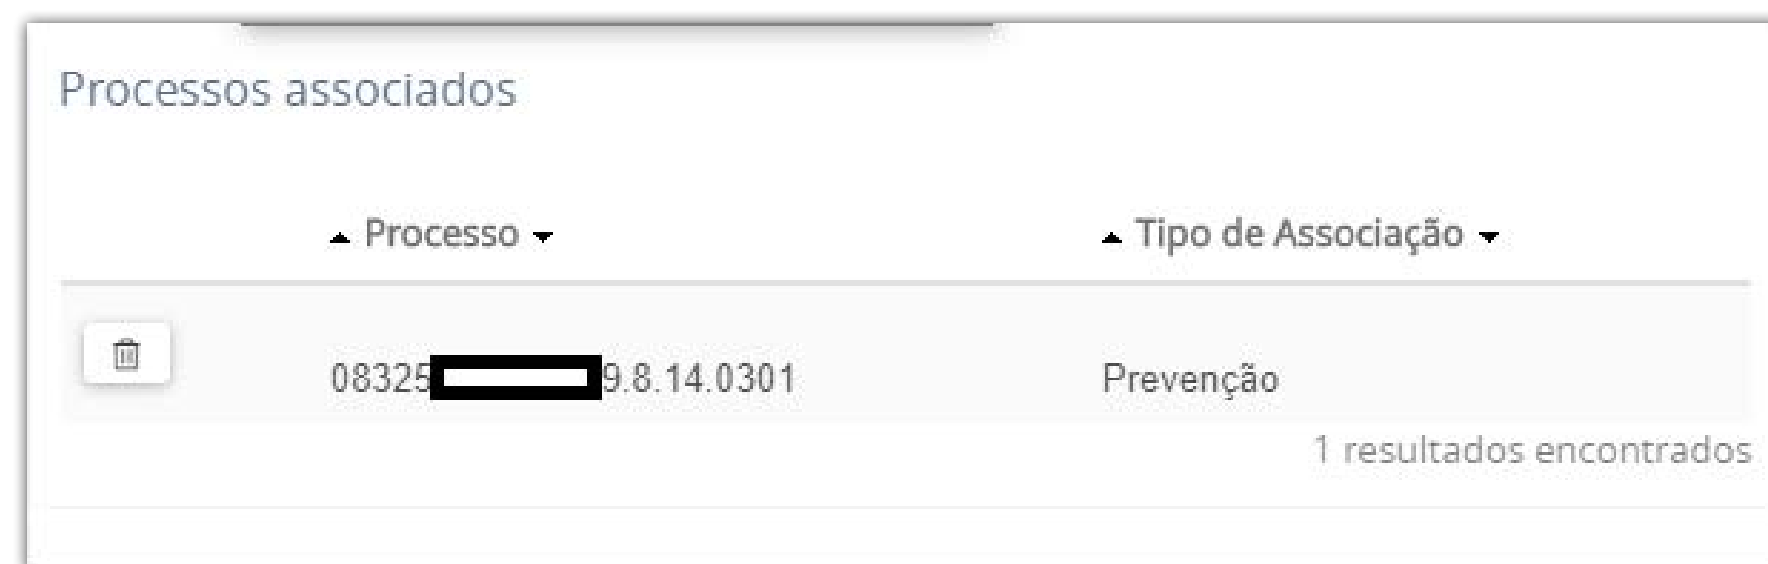 Processos associados
Processo Tipo de Associação
08325 9.8.14.0301 Prevenção
1 resultados encontrados